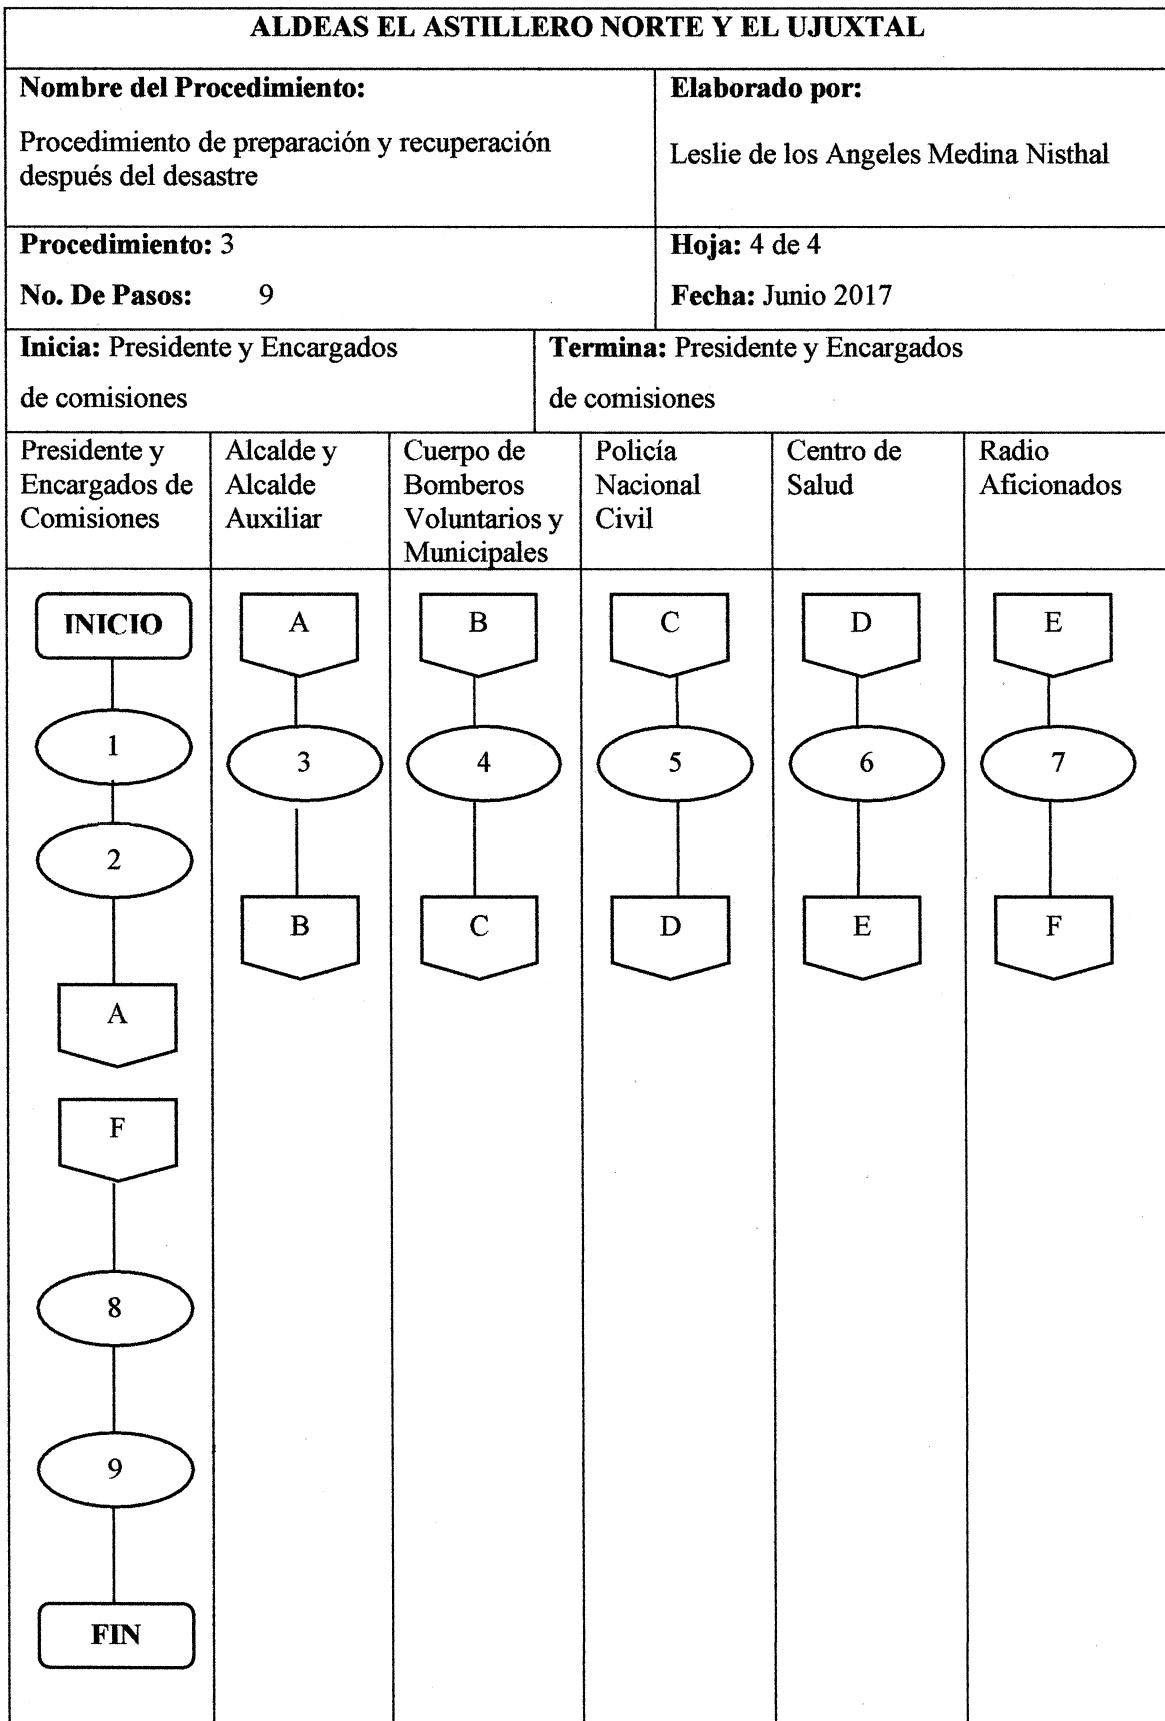 ALDEAS EL ASTILLERO NORTE Y EL UJUXTAL
Nombre del Procedimiento:
Procedimiento de preparación y recuperación
después del desastre
Elaborado por:
Leslie de los Angeles Medina Nisthal
Procedimiento: 3
No. De Pasos: 9
Hoja: 4 de 4
Fecha: Junio 2017
Inicia: Presidente y Encargados
de comisiones
Termina: Presidente y Encargados
de comisiones
Presidente y
Encargados de
Comisiones
Alcalde y
Alcalde
Auxiliar
Cuerpo de
Bomberos
Voluntarios y
Municipales
Policía
Nacional
Civil
Centro de
Salud
Radio
Aficionados
INICIO
1
2
A
F
8
9
FIN
A
3
B
B
4
C
C
5
D
D
6
E
E
7
F